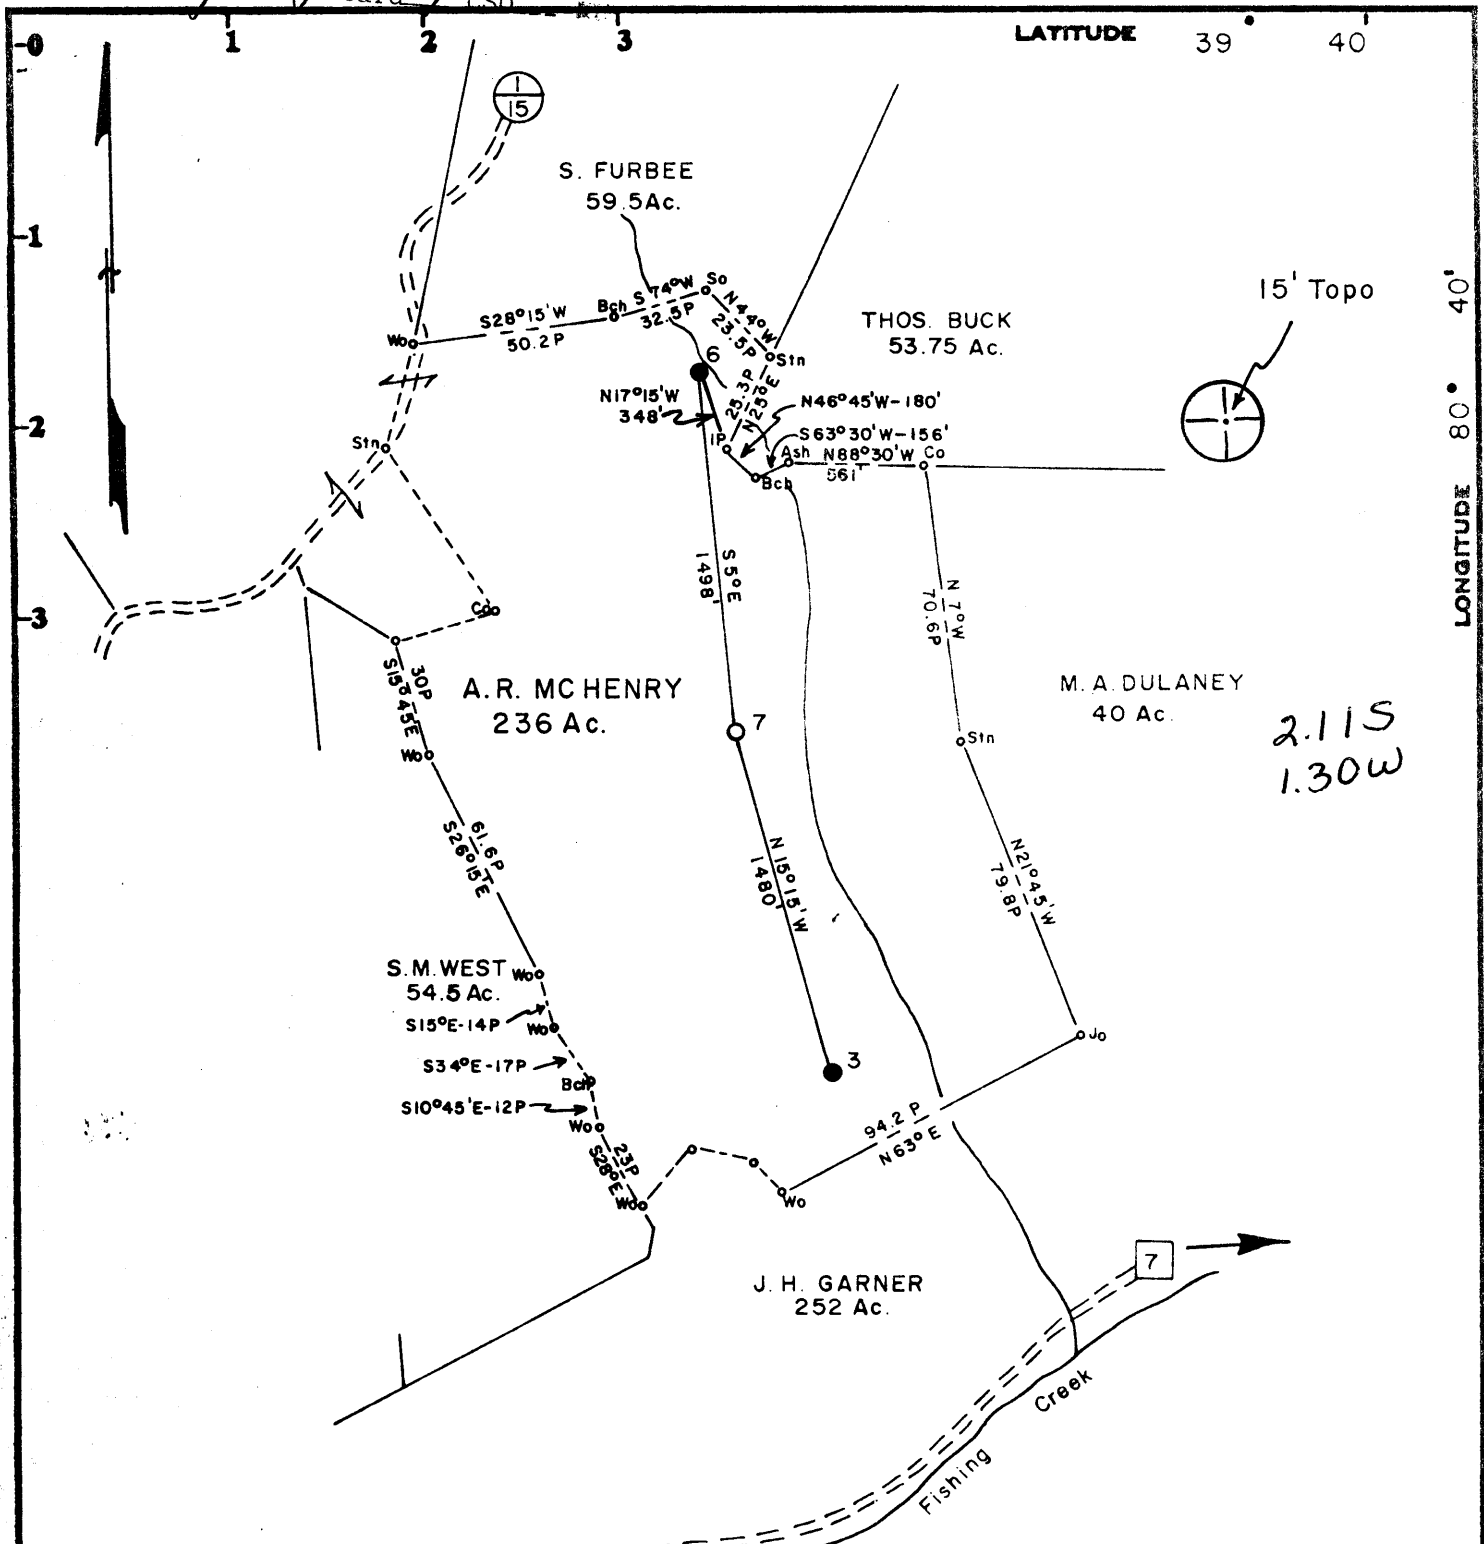 1 2 3 LATITUDE 39 • 40'
-0
-1
-2
-3
1
15
S. FURBEE
59.5Ac.
15' Topo
40'
80 •
LONGITUDE
THOS. BUCK
53.75 Ac.
Wo
S28°15'W
50.2P
Bch
S 74°W
32.5P
So
N44°W
23.5P
Stn
6
N17°15'W
348'
25.3P
N25°E
N46°45'W-180'
S63°30'W-156'
IP
Bch
Ash
N88°30'W
561'
Co
Stn
Co
S 5°E
1498'
N 7°W
70.6P
30P
S15°45'E
A.R. MCHENRY
236 Ac.
M. A. DULANEY
40 Ac.
2.11S
1.30W
7
Stn
Wo
61.6P
S26°15'E
N 15°15'W
1480'
N21°45'W
79.8P
S.M. WEST
54.5 Ac.
Wo
S15°E-14P
Wo
Jo
S34°E-17P
3
Bch
S10°45'E-12P
Wo
94.2 P
N63°E
23P
S28°E
Wo
Wo
7
J. H. GARNER
252 Ac.
Fishing Creek